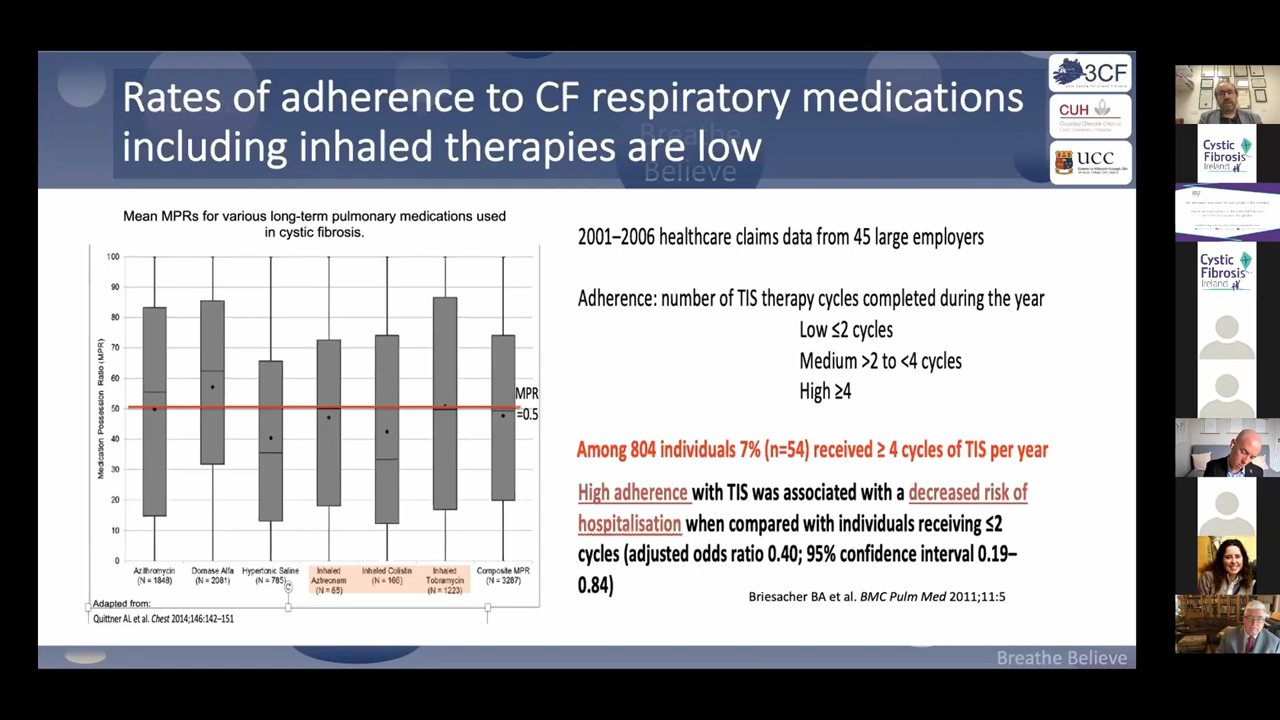 Rates of adherence to CF respiratory medications
including inhaled therapies are low
Breathe
Believe
3CF
CUH
UCC
Mean MPRs for various long-term pulmonary medications used
in cystic fibrosis.
Medication Possession Ratio (MPR)
100
90
80
70
60
50
40
30
20
10
0
MPR
=0.5
Azithromycin
(N = 1848)
Dornase Alfa
(N = 2081)
Hypertonic Saline
(N = 785)
Inhaled
Aztreonam
(N = 65)
Inhaled Colistin
(N = 166)
Inhaled
Tobramycin
(N = 1223)
Composite MPR
(N = 3287)
Adapted from:
Quittner AL et al. Chest 2014;146:142–151
2001–2006 healthcare claims data from 45 large employers
Adherence: number of TIS therapy cycles completed during the year
Low ≤2 cycles
Medium >2 to <4 cycles
High ≥4
Among 804 individuals 7% (n=54) received ≥ 4 cycles of TIS per year
High adherence with TIS was associated with a decreased risk of
hospitalisation when compared with individuals receiving ≤2
cycles (adjusted odds ratio 0.40; 95% confidence interval 0.19–
0.84)
Briesacher BA et al. BMC Pulm Med 2011;11:5
Breathe Believe
Cystic
Fibrosis
Ireland
Cystic
Fibrosis
Ireland